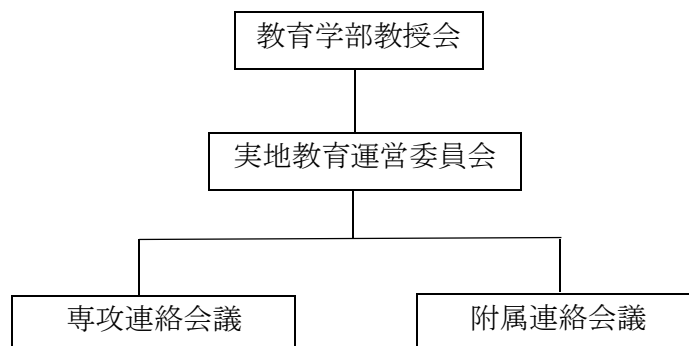 教育学部教授会
実地教育運営委員会
専攻連絡会議
附属連絡会議